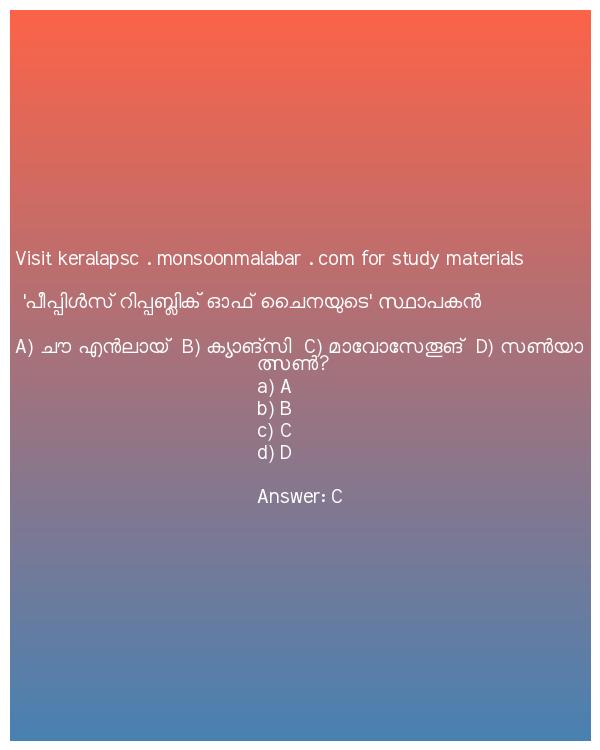 Visit keralapsc . monsoonmalabar . com for study materials
'പീപ്പിൾസ് റിപ്പബ്ലിക് ഓഫ് ചൈനയുടെ' സ്ഥാപകൻ
A) ചൗ എൻലായ് B) ക്യാങ്സി C) മാവോസേതൂങ് D) സൺയാ
ത്സൺ?
a) A
b) B
c) C
d) D
Answer: C